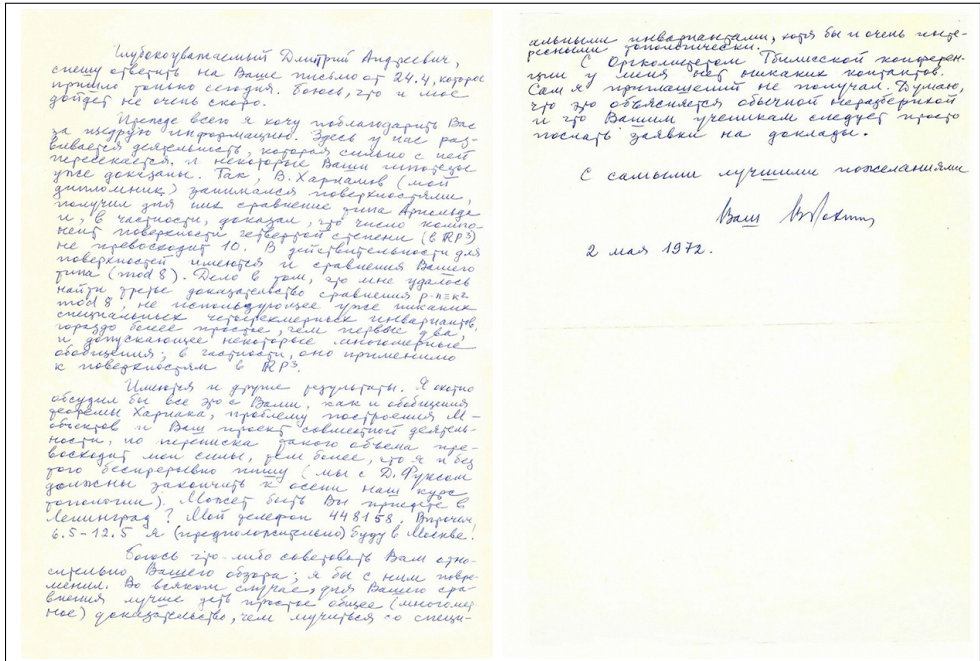 Глубокоуважаемый Дмитрий Андреевич,
спешу ответить на Ваше письмо от 24.4, которое
пришло только сегодня. Боюсь, что и мое
дойдет не очень скоро.
Прежде всего я хочу поблагодарить Вас
за щедрую информацию. Здесь у нас раз-
вивается деятельность, которая сильно с ней
пересекается, и некоторые Ваши гипотезы
уже доказаны. Так, В. Харламов (мой
дипломник) занимался поверхностями,
получил для них сравнение типа Арнольда
и, в частности, доказал, что число компо-
нент поверхности четвертой степени (в RP³)
не превосходит 10. В действительности для
поверхностей имеются и сравнения Вашего
типа (mod 8). Дело в том, что мне удалось
найти третье доказательство сравнения p-n≡k²
mod 8, не использующее уже никаких
специальных четырехмерных инвариантов,
гораздо более простое, чем первые два,
и допускающее некоторые многомерные
обобщения; в частности, оно применимо
к поверхностям в RP³.
Имеются и другие результаты. Я охотно
обсудил бы все это с Вами, как и обобщения
теоремы Харнака, проблему построения M-
объектов и Ваш проект совместной деятель-
ности, но переписка такого объема пре-
восходит мои силы, тем более, что я и без
того беспрерывно пишу (мы с Д. Фуксом
должны закончить к осени наш курс
топологии). Может быть Вы приедете в
Ленинград? Мой телефон 448158. Впрочем,
6.5-12.5 я (предположительно) буду в Москве.
Боюсь что-либо советовать Вам отно-
сительно Вашего обзора; я бы с ним повре-
менил. Во всяком случае, для Вашего сра-
внения лучше дать простое общее (многомер-
ное) доказательство, чем мучиться со специ-
альными инвариантами, хотя бы и очень инте-
ресными топологически.
С Оргкомитетом Тбилисской конферен-
ции у меня нет никаких контактов.
Сам я приглашений не получал. Думаю,
что это объясняется обычной неразберихой
и что Вашим ученикам следует просто
послать заявки на доклады.
С самыми лучшими пожеланиями
Ваш
2 мая 1972.